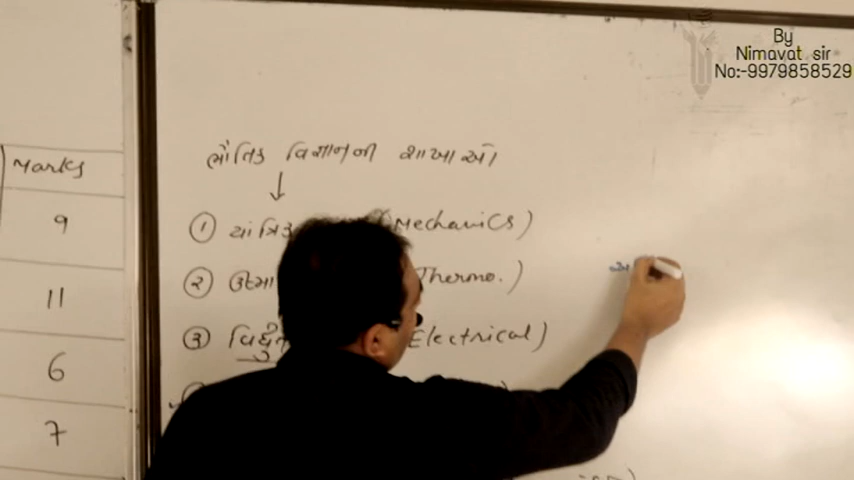 By
Nimavat sir
No:-9979858529
Marks
9
11
6
7
ભૌતિક વિજ્ઞાનની શાખાઓ
↓
① યાંત્રિક (Mechanics)
② ઉષ્મા Thermo.)
③ વિદ્યુત Electrical)